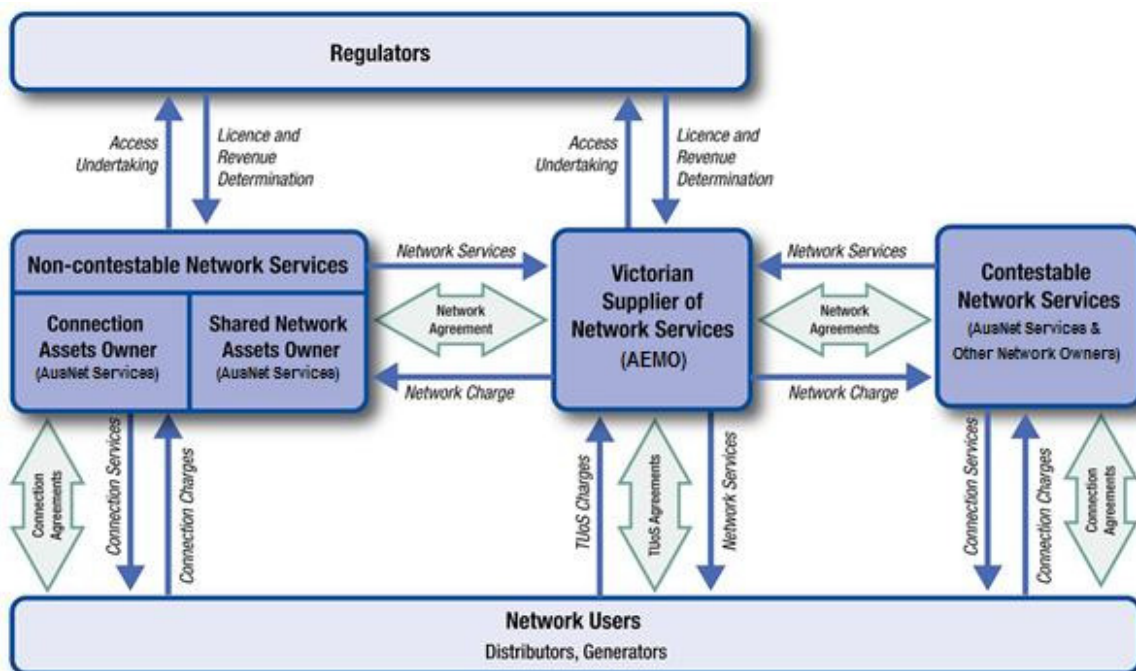 Regulators
Access
Undertaking
Licence and
Revenue
Determination
Access
Undertaking
Licence and
Revenue
Determination
Non-contestable Network Services
Connection
Assets Owner
(AusNet Services)
Shared Network
Assets Owner
(AusNet Services)
Network Services
Network
Agreement
Network Charge
Victorian
Supplier of
Network Services
(AEMO)
Network Services
Network
Agreements
Network Charge
Contestable
Network Services
(AusNet Services &
Other Network Owners)
Connection
Agreements
Connection Services
Connection Charges
TUoS Charges
TUoS Agreements
Network Services
Connection Services
Connection Charges
Connection
Agreements
Network Users
Distributors, Generators